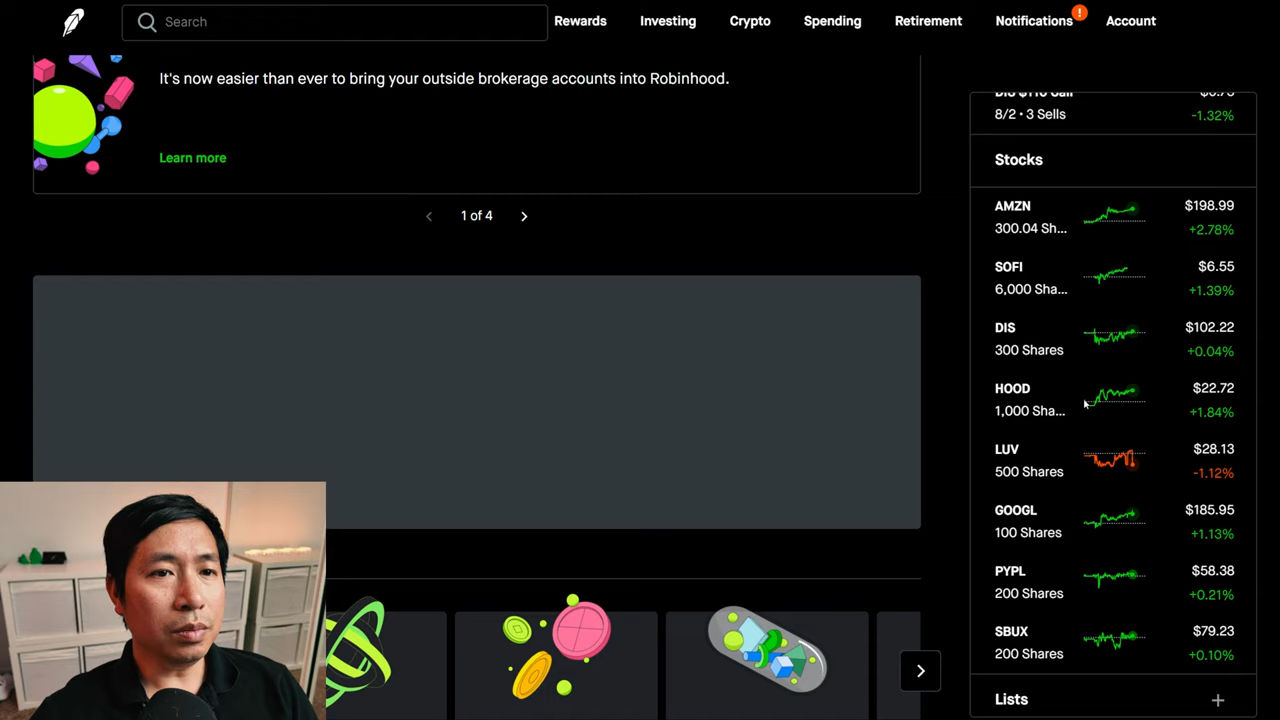 Search
Rewards
Investing
Crypto
Spending
Retirement
Notifications
!
Account
It's now easier than ever to bring your outside brokerage accounts into Robinhood.
Learn more
1 of 4
DIS $110 Call
8/2 • 3 Sells
-1.32%
Stocks
AMZN
$198.99
300.04 Sh...
+2.78%
SOFI
$6.55
6,000 Sha...
+1.39%
DIS
$102.22
300 Shares
+0.04%
HOOD
$22.72
1,000 Sha...
+1.84%
LUV
$28.13
500 Shares
-1.12%
GOOGL
$185.95
100 Shares
+1.13%
PYPL
$58.38
200 Shares
+0.21%
SBUX
$79.23
200 Shares
+0.10%
Lists